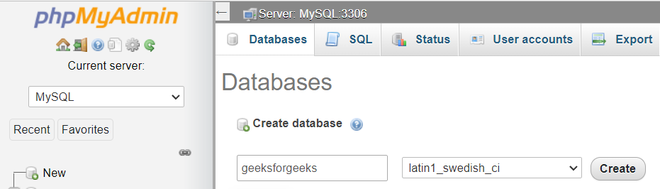 phpMyAdmin
Current server:
MySQL
Recent Favorites
New
Server: MySQL:3306
Databases SQL Status User accounts Export
Databases
Create database
geeksforgeeks latin1_swedish_ci Create